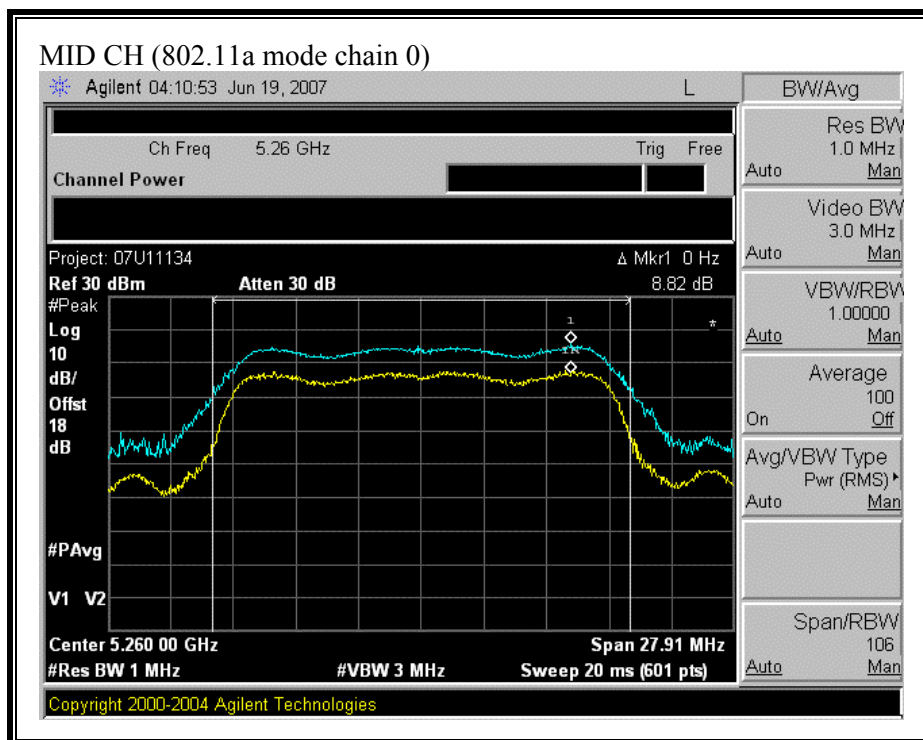 MID CH (802.11a mode chain 0)
Agilent 04:10:53 Jun 19, 2007 L
Ch Freq 5.26 GHz Trig Free
Channel Power
Project: 07U11134 Δ Mkr1 0 Hz
Ref 30 dBm Atten 30 dB 8.82 dB
#Peak
Log
10
dB/
Offst
18
dB
1
1R
*
#PAvg
V1 V2
Center 5.260 00 GHz Span 27.91 MHz
#Res BW 1 MHz #VBW 3 MHz Sweep 20 ms (601 pts)
Copyright 2000-2004 Agilent Technologies
BW/Avg
Res BW
1.0 MHz
Auto Man
Video BW
3.0 MHz
Auto Man
VBW/RBW
1.00000
Auto Man
Average
100
On Off
Avg/VBW Type
Pwr (RMS)
Auto Man
Span/RBW
106
Auto Man